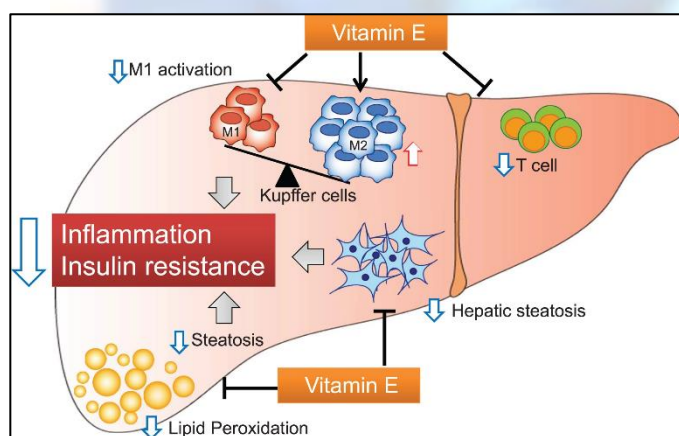 Vitamin E
M1 activation
M1
M2
Kupffer cells
T cell
Inflammation
Insulin resistance
Hepatic steatosis
Steatosis
Vitamin E
Lipid Peroxidation